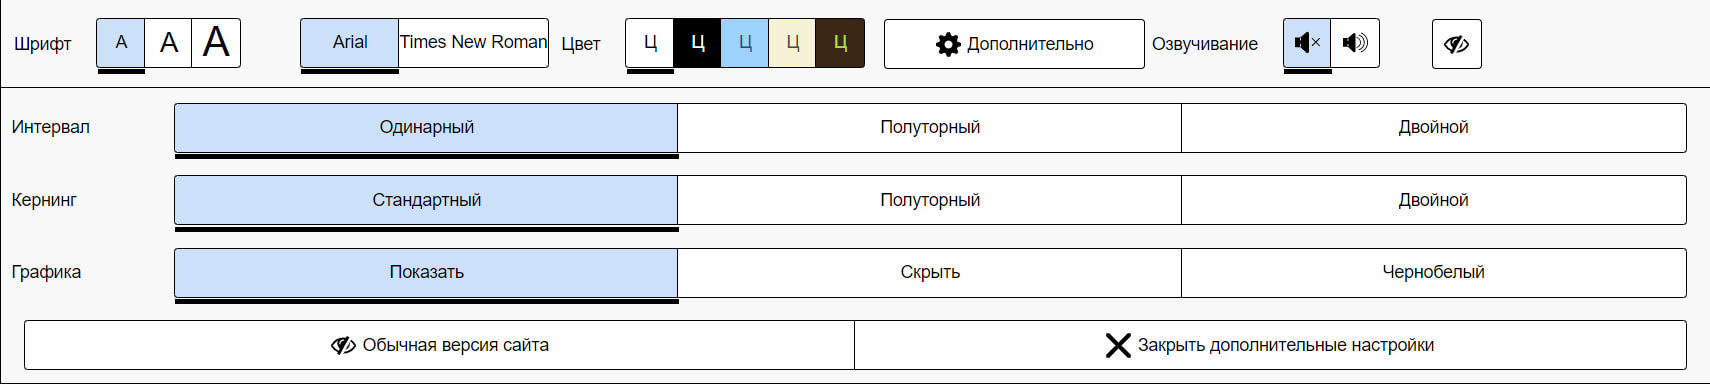 Шрифт А А А Arial Times New Roman Цвет Ц Ц Ц Ц Ц Дополнительно Озвучивание
Интервал Одинарный Полуторный Двойной
Кернинг Стандартный Полуторный Двойной
Графика Показать Скрыть Чернобелый
Обычная версия сайта Закрыть дополнительные настройки